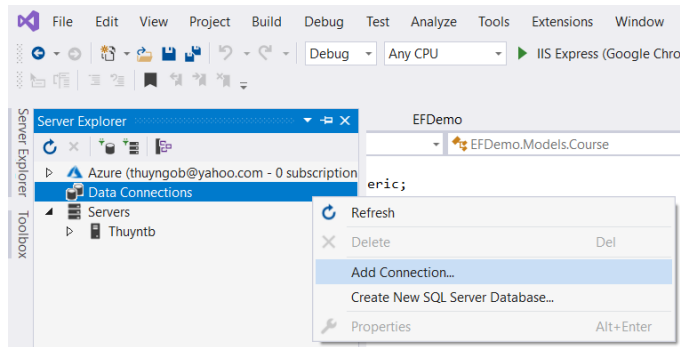 File Edit View Project Build Debug Test Analyze Tools Extensions Window
Debug Any CPU IIS Express (Google Chro
Server Explorer
Toolbox
Server Explorer
EFDemo
EFDemo.Models.Course
Azure (thuyngob@yahoo.com - 0 subscription
eric;
Data Connections
Servers
Thuyntb
Refresh
Delete Del
Add Connection...
Create New SQL Server Database...
Properties Alt+Enter